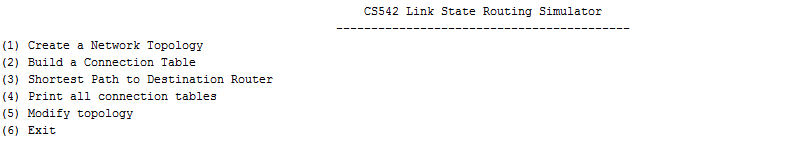 CS542 Link State Routing Simulator
------------------------------------------
(1) Create a Network Topology
(2) Build a Connection Table
(3) Shortest Path to Destination Router
(4) Print all connection tables
(5) Modify topology
(6) Exit